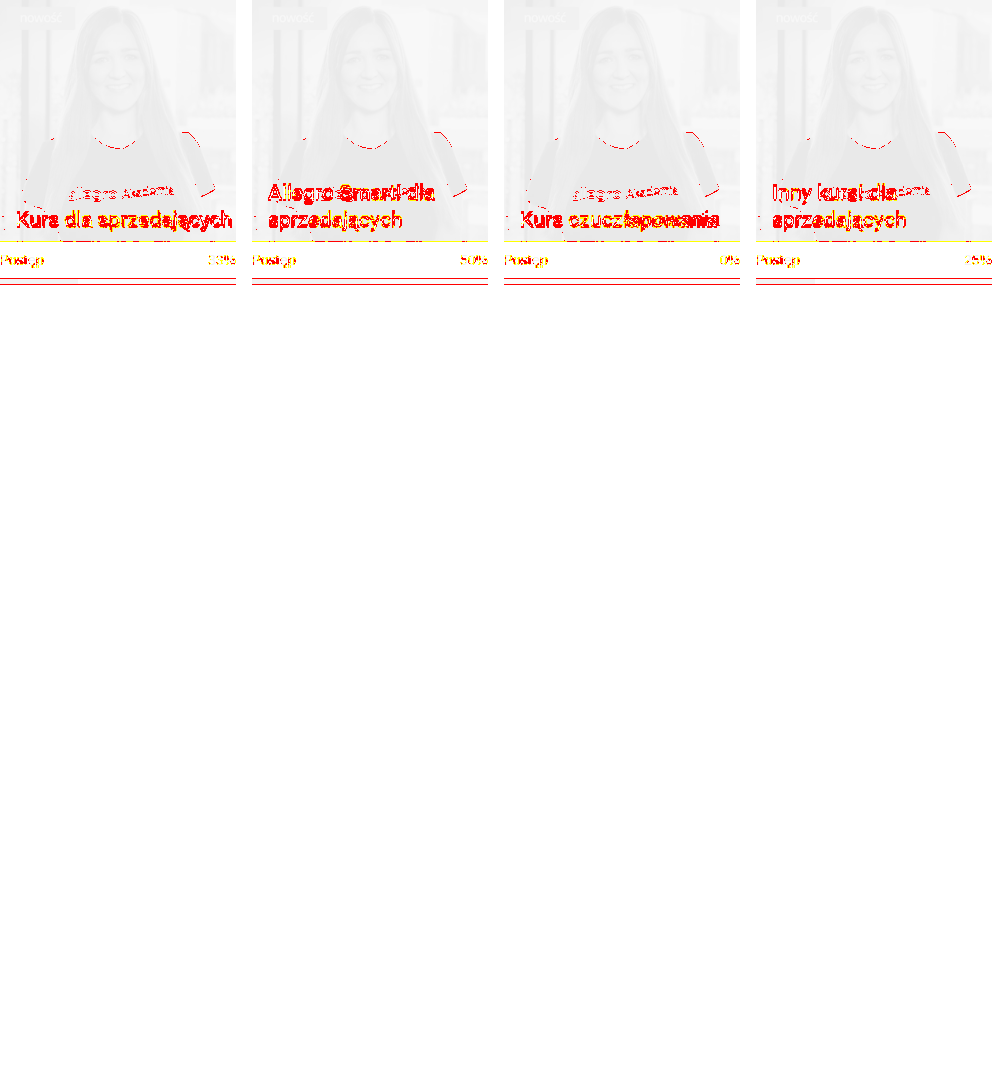 NOWOŚĆ
Allegro Akademia
Kurs dla sprzedających
Postęp 33%
NOWOŚĆ
Allegro Smart! dla
sprzedających
Postęp 50%
NOWOŚĆ
Allegro Akademia
Kurs czucztapowania
Postęp 0%
NOWOŚĆ
Inny kurs! dla
sprzedających
Postęp 25%